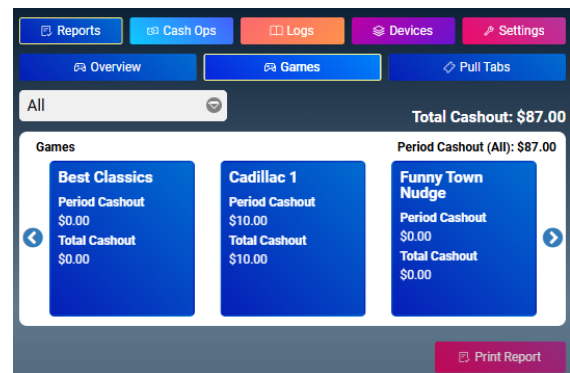 Reports
Cash Ops
Logs
Devices
Settings
Overview
Games
Pull Tabs
All
Total Cashout: $87.00
Games
Period Cashout (All): $87.00
Best Classics
Period Cashout
$0.00
Total Cashout
$0.00
Cadillac 1
Period Cashout
$10.00
Total Cashout
$10.00
Funny Town
Nudge
Period Cashout
$0.00
Total Cashout
$0.00
Print Report